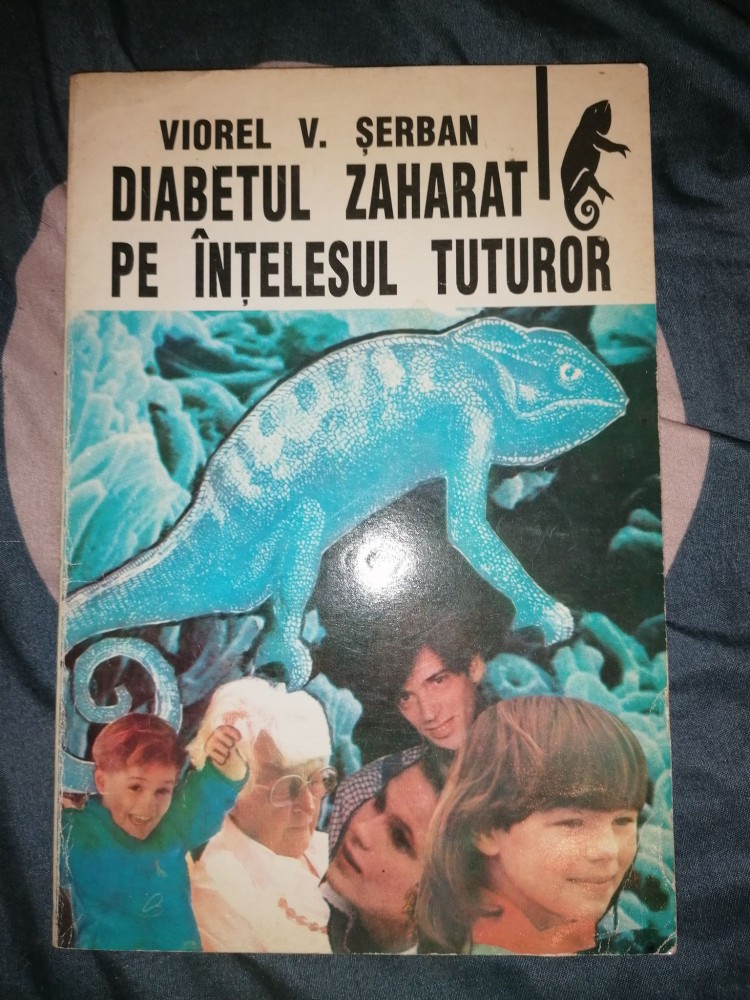 VIOREL V. ŞERBAN
DIABETUL ZAHARAT
PE ÎNŢELESUL TUTUROR